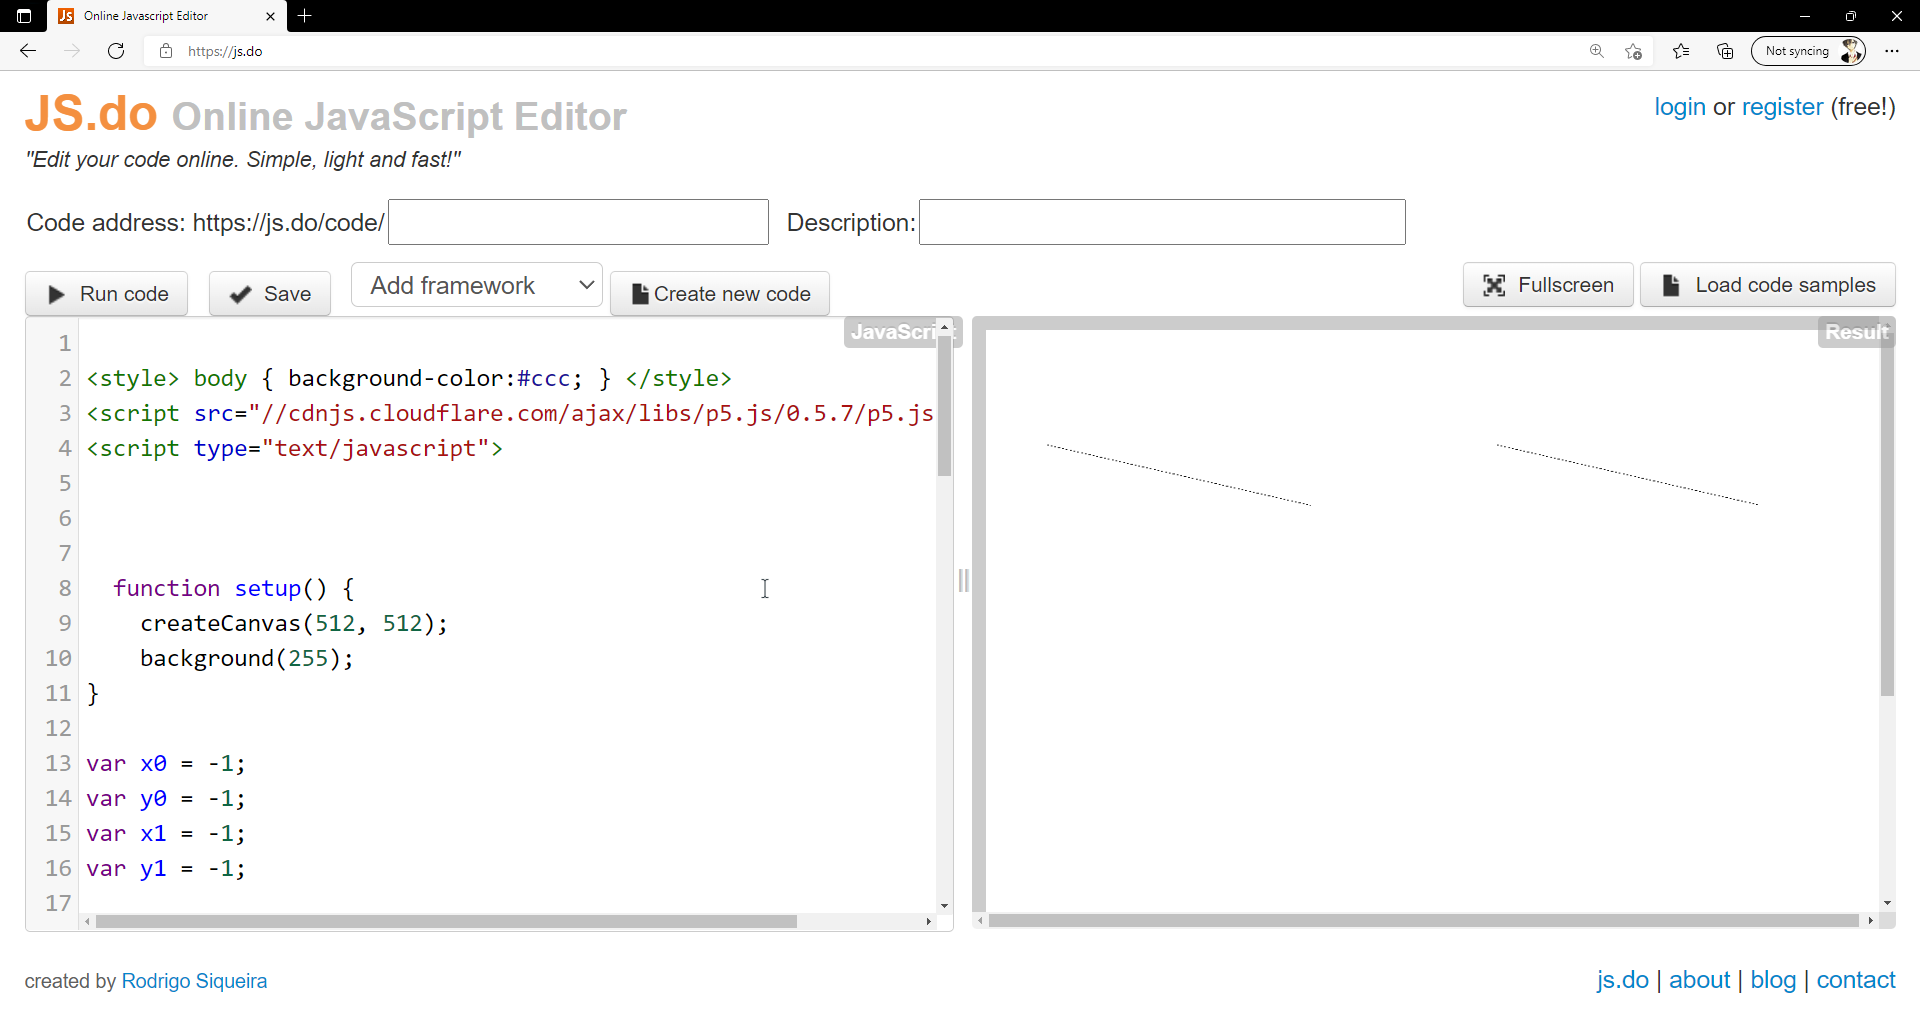 Online Javascript Editor
https://js.do
Not syncing
JS.do Online JavaScript Editor
login or register (free!)
"Edit your code online. Simple, light and fast!"
Code address: https://js.do/code/
Description:
Run code
Save
Add framework
Create new code
Fullscreen
Load code samples
Result
1
2 <style> body { background-color:#ccc; } </style>
3 <script src="//cdnjs.cloudflare.com/ajax/libs/p5.js/0.5.7/p5.js
4 <script type="text/javascript">
5
6
7
8 function setup() {
9 createCanvas(512, 512);
10 background(255);
11 }
12
13 var x0 = -1;
14 var y0 = -1;
15 var x1 = -1;
16 var y1 = -1;
17
created by Rodrigo Siqueira
js.do | about | blog | contact